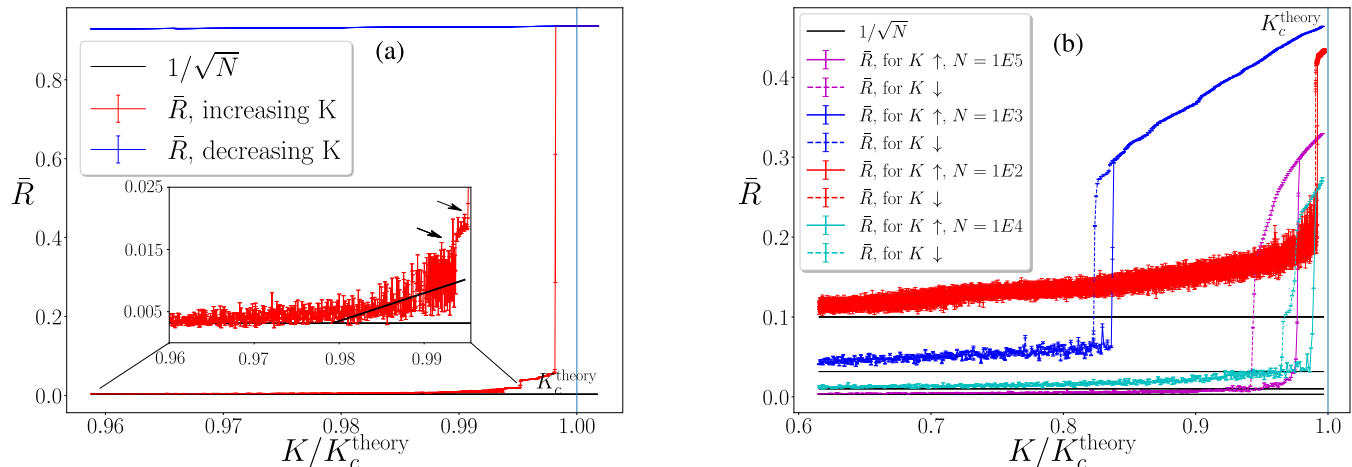 (a)
1/√N
R̄, increasing K
R̄, decreasing K
R̄
0.8
0.6
0.4
0.2
0.0
0.025
0.015
0.005
0.96
0.97
0.98
0.99
K_c^theory
0.96
0.97
0.98
0.99
1.00
K/K_c^theory
(b)
K_c^theory
1/√N
R̄, for K ↑, N = 1E5
R̄, for K ↓
R̄, for K ↑, N = 1E3
R̄, for K ↓
R̄, for K ↑, N = 1E2
R̄, for K ↓
R̄, for K ↑, N = 1E4
R̄, for K ↓
R̄
0.4
0.3
0.2
0.1
0.0
0.6
0.7
0.8
0.9
1.0
K/K_c^theory